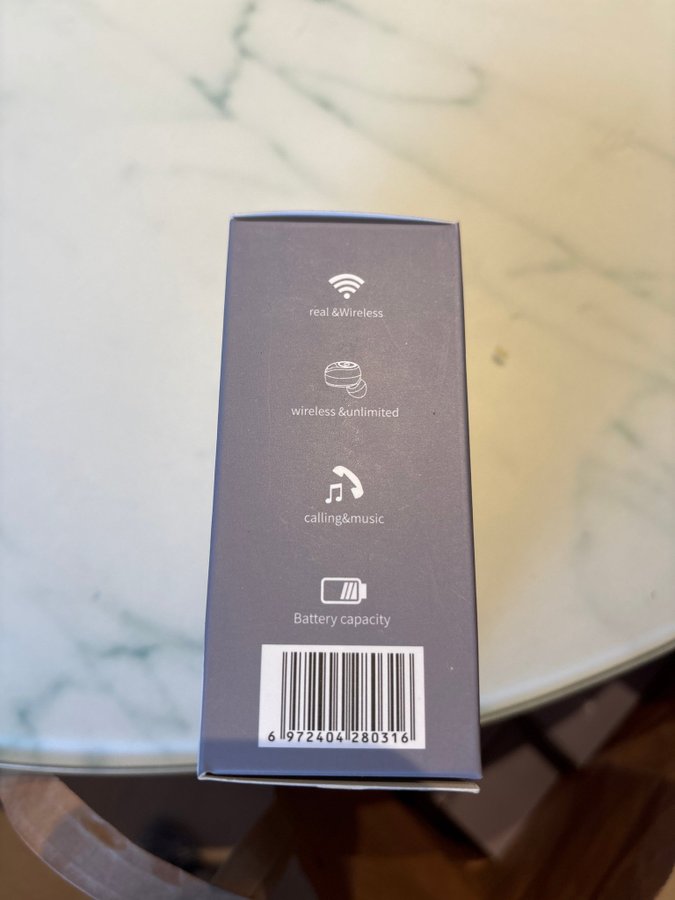 real &Wireless
wireless &unlimited
calling&music
Battery capacity
6 972404 280316